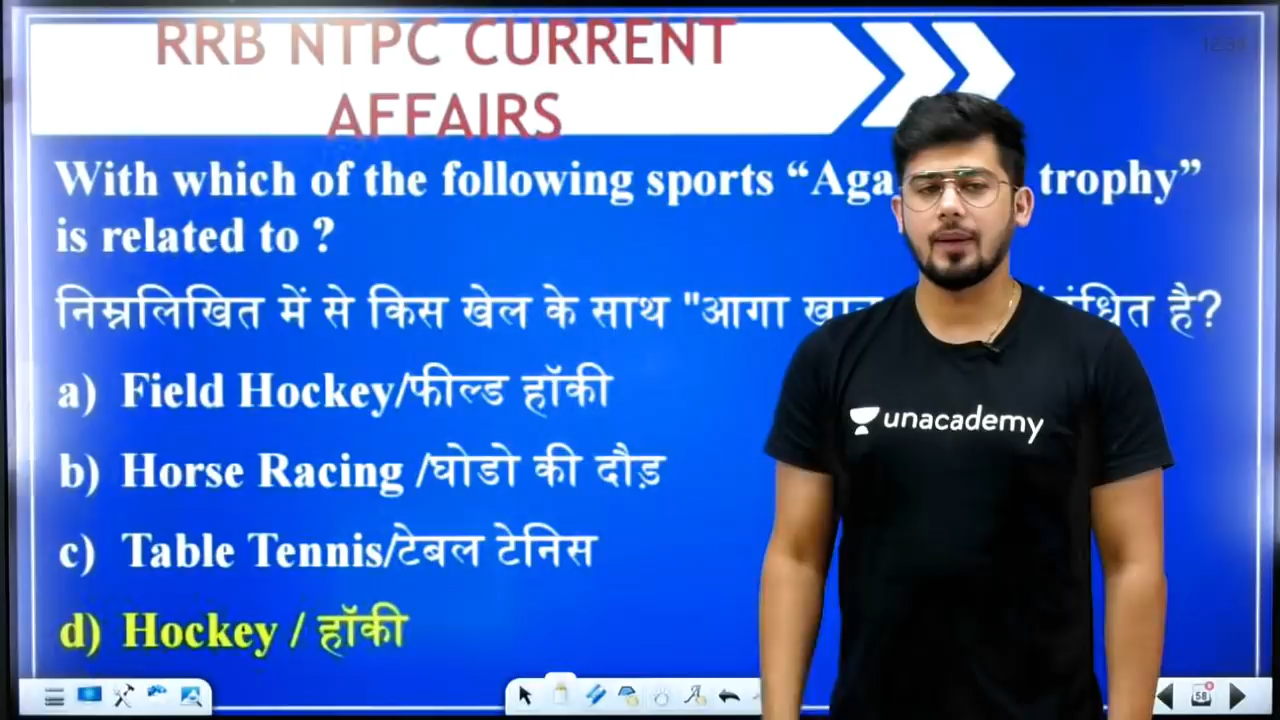 RRB NTPC CURRENT
AFFAIRS
With which of the following sports “Aga trophy”
is related to ?
निम्नलिखित में से किस खेल के साथ "आगा है?
a) Field Hockey/फील्ड हॉकी
b) Horse Racing /घोडो की दौड़
c) Table Tennis/टेबल टेनिस
d) Hockey / हॉकी
unacademy
58